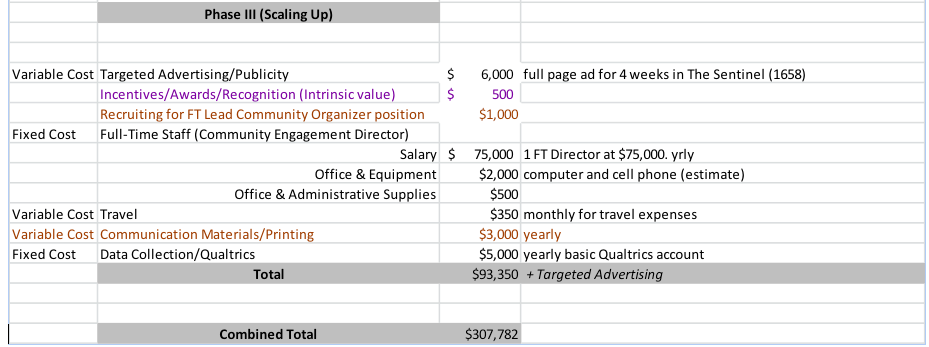 Phase III (Scaling Up)
Variable Cost Targeted Advertising/Publicity $ 6,000 full page ad for 4 weeks in The Sentinel (1658)
Incentives/Awards/Recognition (Intrinsic value) $ 500
Recruiting for FT Lead Community Organizer position $1,000
Fixed Cost Full-Time Staff (Community Engagement Director)
Salary $ 75,000 1 FT Director at $75,000. yrly
Office & Equipment $2,000 computer and cell phone (estimate)
Office & Administrative Supplies $500
Variable Cost Travel $350 monthly for travel expenses
Variable Cost Communication Materials/Printing $3,000 yearly
Fixed Cost Data Collection/Qualtrics $5,000 yearly basic Qualtrics account
Total $93,350 + Targeted Advertising
Combined Total $307,782